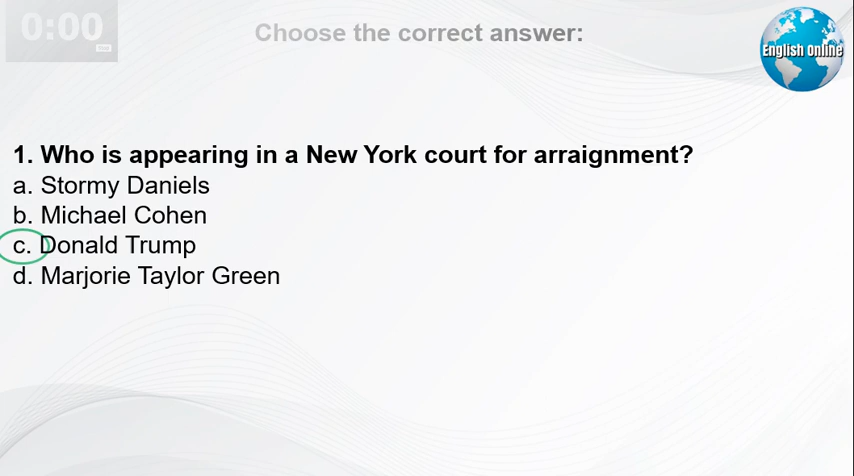 0:00
Choose the correct answer:
English Online
1. Who is appearing in a New York court for arraignment?
a. Stormy Daniels
b. Michael Cohen
c. Donald Trump
d. Marjorie Taylor Green